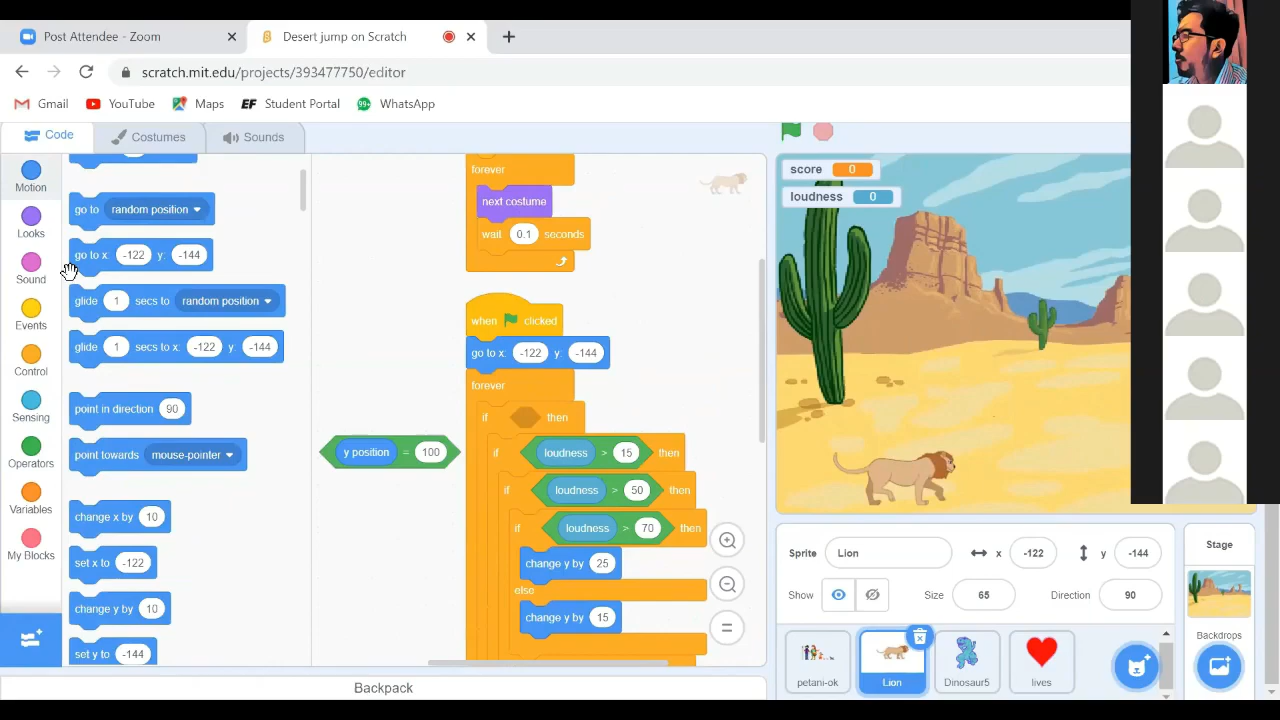 Post Attendee - Zoom
Desert jump on Scratch
scratch.mit.edu/projects/393477750/editor
Gmail
YouTube
Maps
EF Student Portal
99+ WhatsApp
Code
Costumes
Sounds
Motion
Looks
Sound
Events
Control
Sensing
Operators
Variables
My Blocks
go to random position
go to x: -122 y: -144
glide 1 secs to random position
glide 1 secs to x: -122 y: -144
point in direction 90
point towards mouse-pointer
change x by 10
set x to -122
change y by 10
set y to -144
forever
next costume
wait 0.1 seconds
when clicked
go to x: -122 y: -144
forever
if then
y position = 100
if loudness > 15 then
if loudness > 50 then
if loudness > 70 then
change y by 25
else
change y by 15
Backpack
score 0
loudness 0
Sprite Lion x -122 y -144
Show Size 65 Direction 90
petani-ok
Lion
Dinosaur5
lives
Stage
Backdrops